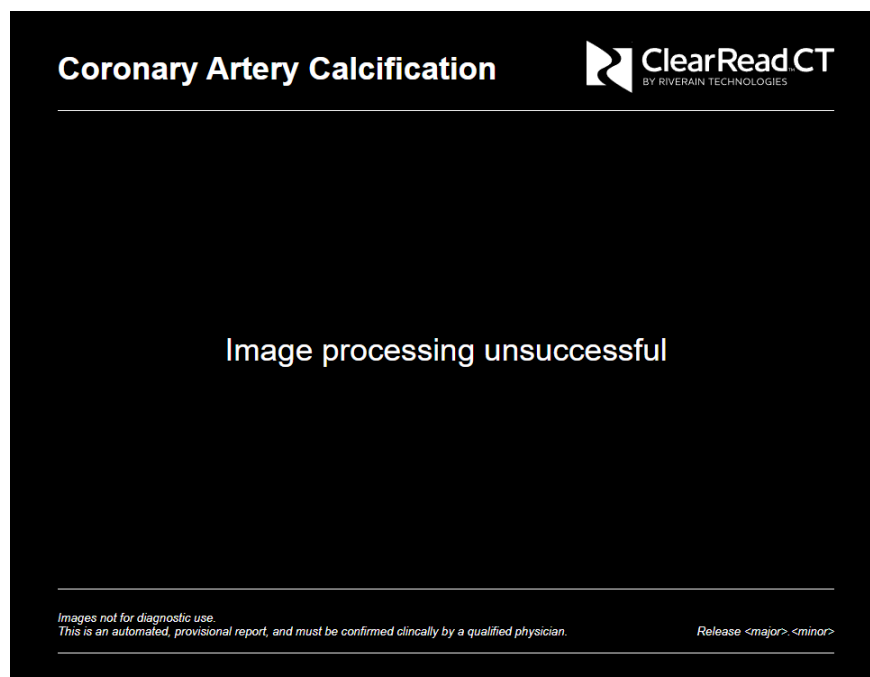 Coronary Artery Calcification
ClearRead CT
BY RIVERAIN TECHNOLOGIES
Image processing unsuccessful
Images not for diagnostic use.
This is an automated, provisional report, and must be confirmed clincally by a qualified physician.
Release <major>.<minor>